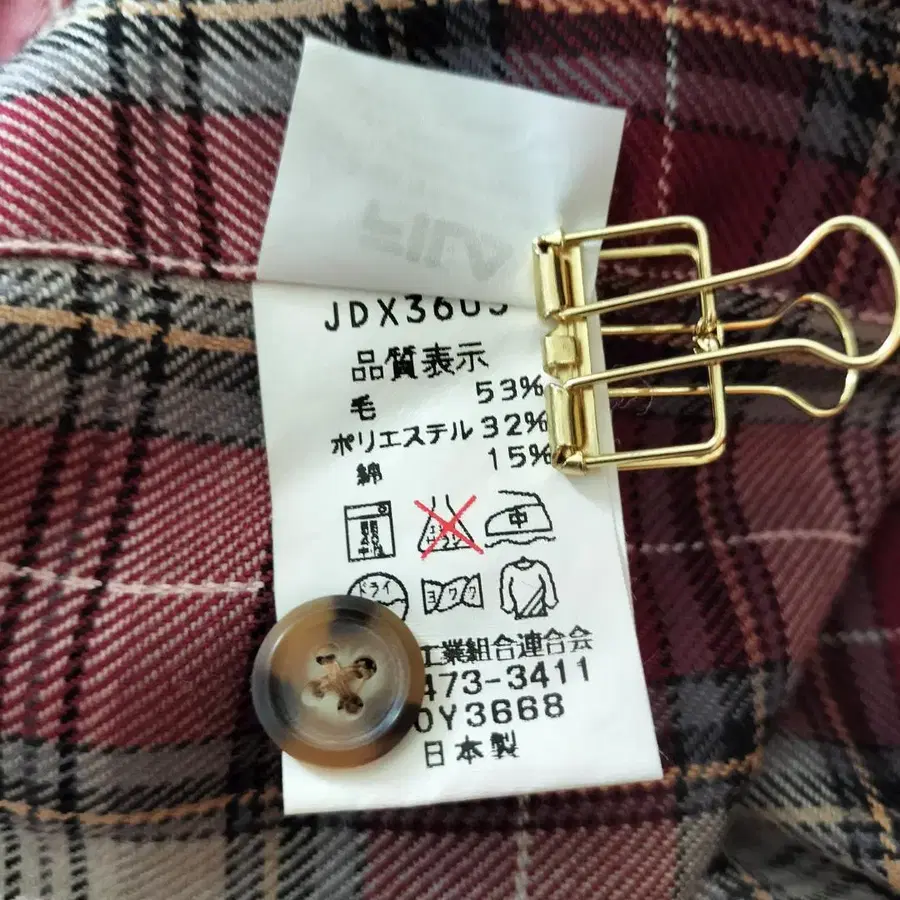 JDX3603
品質表示
毛 53%
ポリエステル 32%
綿 15%
中
ドライ
ヨワク
工業組合連合会
473-3411
0Y3668
日本製